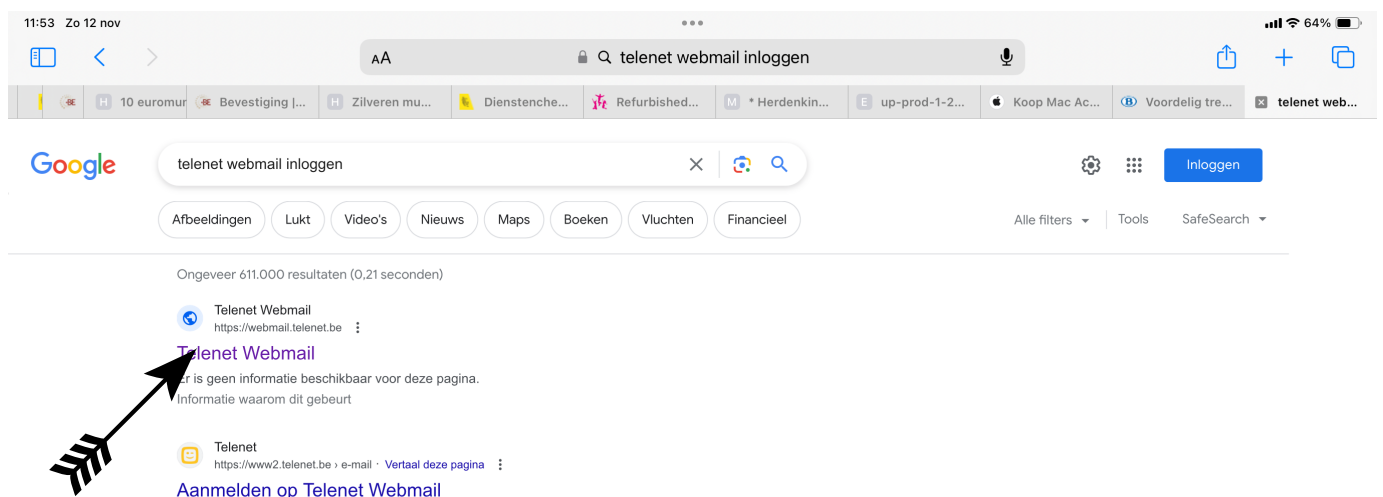 11:53 Zo 12 nov
64%
AA telenet webmail inloggen
10 euromur Bevestiging |... Zilveren mu... Dienstenche... Refurbished... * Herdenkin... up-prod-1-2... Koop Mac Ac... Voordelig tre... telenet web...
Google telenet webmail inloggen Inloggen
Afbeeldingen Lukt Video's Nieuws Maps Boeken Vluchten Financieel Alle filters Tools SafeSearch
Ongeveer 611.000 resultaten (0,21 seconden)
Telenet Webmail
https://webmail.telenet.be
Telenet Webmail
Er is geen informatie beschikbaar voor deze pagina.
Informatie waarom dit gebeurt
Telenet
https://www2.telenet.be › e-mail · Vertaal deze pagina
Aanmelden op Telenet Webmail